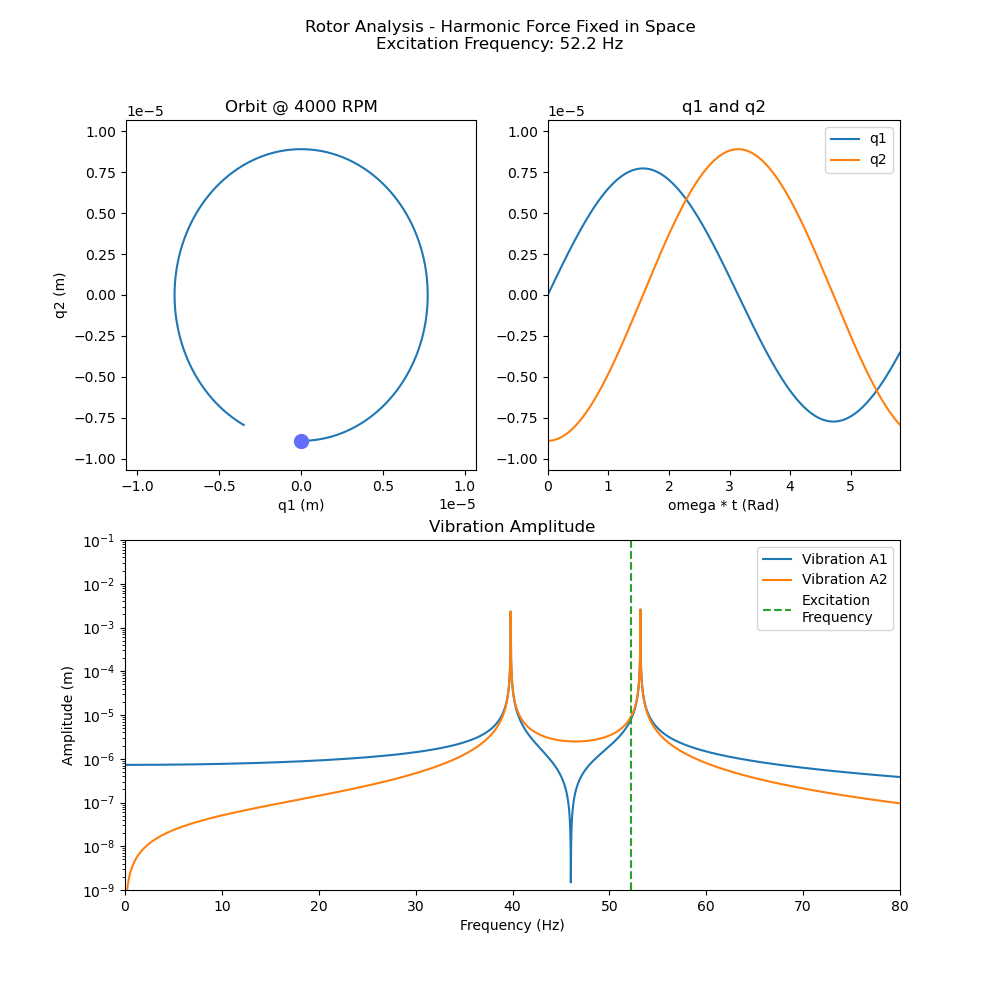 Rotor Analysis - Harmonic Force Fixed in Space
Excitation Frequency: 52.2 Hz
Orbit @ 4000 RPM
1e−5
1.00
0.75
0.50
0.25
0.00
−0.25
−0.50
−0.75
−1.00
q2 (m)
−1.0 −0.5 0.0 0.5 1.0
1e−5
q1 (m)
q1 and q2
1e−5
q1
q2
1.00
0.75
0.50
0.25
0.00
−0.25
−0.50
−0.75
−1.00
0 1 2 3 4 5
omega * t (Rad)
Vibration Amplitude
Vibration A1
Vibration A2
Excitation
Frequency
10⁻¹
10⁻²
10⁻³
10⁻⁴
10⁻⁵
10⁻⁶
10⁻⁷
10⁻⁸
10⁻⁹
Amplitude (m)
0 10 20 30 40 50 60 70 80
Frequency (Hz)